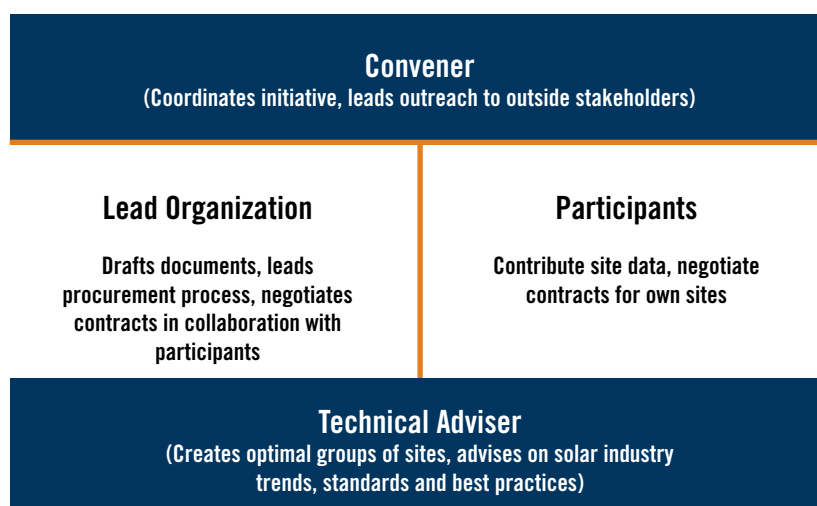 Convener
(Coordinates initiative, leads outreach to outside stakeholders)
Lead Organization
Drafts documents, leads
procurement process, negotiates
contracts in collaboration with
participants
Participants
Contribute site data, negotiate
contracts for own sites
Technical Adviser
(Creates optimal groups of sites, advises on solar industry
trends, standards and best practices)